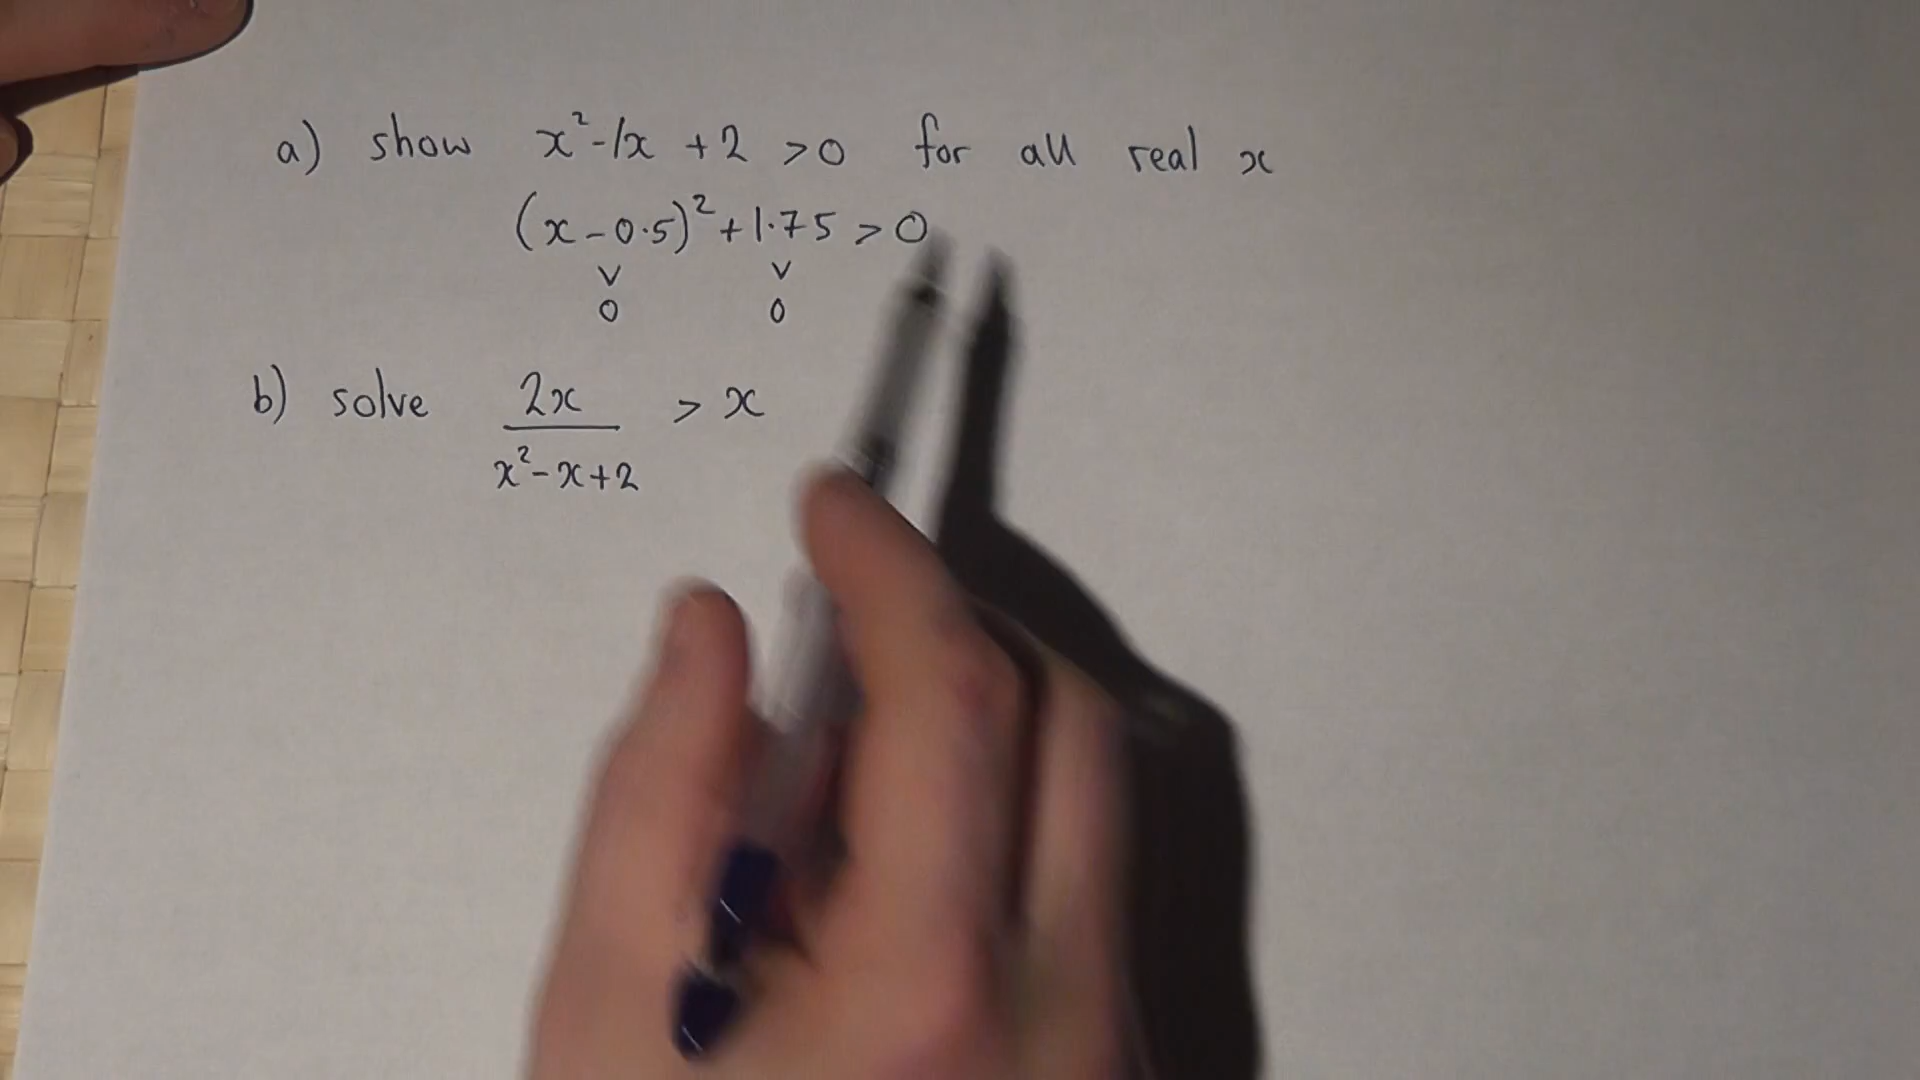 a) show x²-1x +2 >0 for all real x
(x-0.5)²+1.75 >0
v v
0 0
b) solve 2x > x
x²-x+2